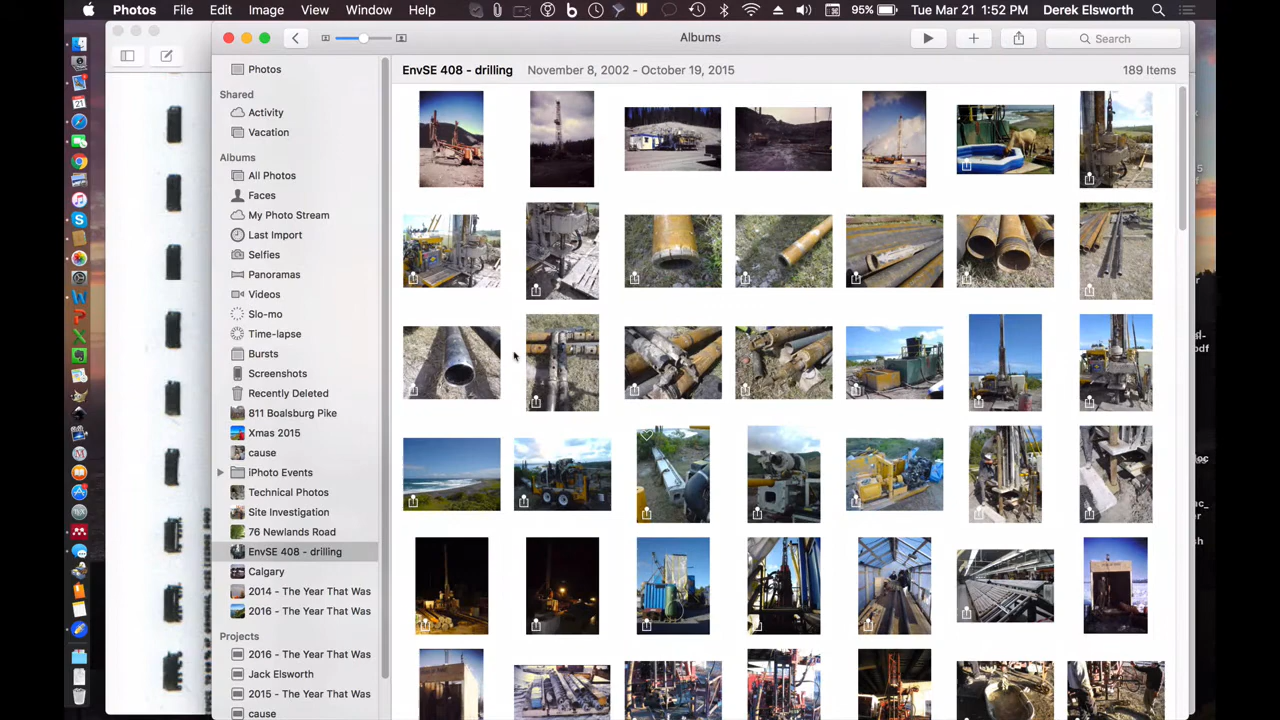 Photos File Edit Image View Window Help 95% Tue Mar 21 1:52 PM Derek Elsworth
Albums
Search
Photos
Shared
Activity
Vacation
Albums
All Photos
Faces
My Photo Stream
Last Import
Selfies
Panoramas
Videos
Slo-mo
Time-lapse
Bursts
Screenshots
Recently Deleted
811 Boalsburg Pike
Xmas 2015
cause
iPhoto Events
Technical Photos
Site Investigation
76 Newlands Road
EnvSE 408 - drilling
Calgary
2014 - The Year That Was
2016 - The Year That Was
Projects
2016 - The Year That Was
Jack Elsworth
2015 - The Year That Was
cause
EnvSE 408 - drilling November 8, 2002 - October 19, 2015 189 Items